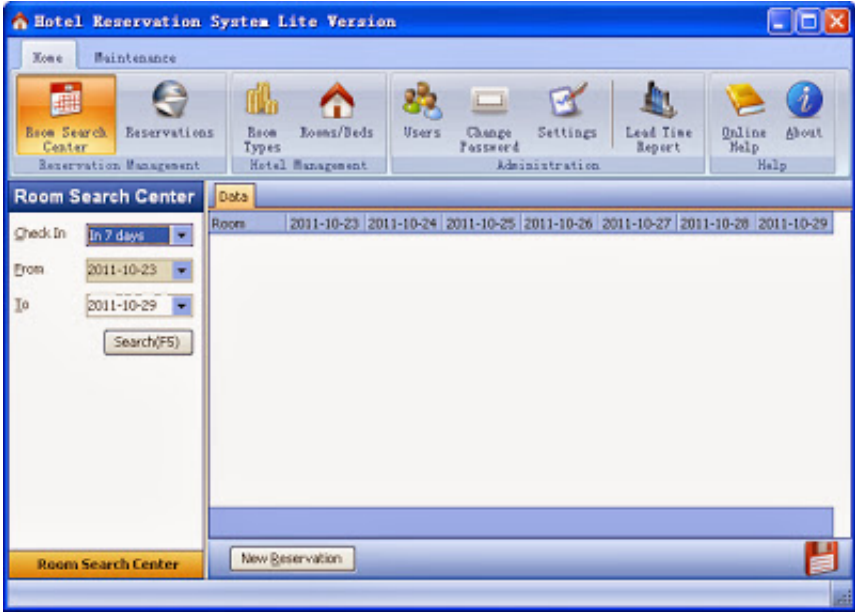 Hotel Reservation System Lite Version
Home Maintenance
Room Search Center Reservations Room Types Rooms/Beds Users Change Password Settings Lead Time Report Online Help About
Reservation Management Hotel Management Administration Help
Room Search Center Data
Check In In 7 days
Room 2011-10-23 2011-10-24 2011-10-25 2011-10-26 2011-10-27 2011-10-28 2011-10-29
From 2011-10-23
To 2011-10-29
Search(F5)
Room Search Center New Reservation